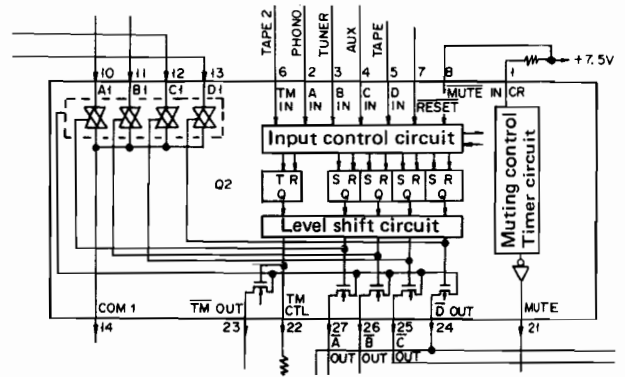 TAPE 2
PHONO
TUNER
AUX
TAPE
+7.5V
10 11 12 13 6 2 3 4 5 7 8 1
A1 B1 C1 D1
TM IN
A IN
B IN
C IN
D IN
RESET
MUTE IN
CR
Input control circuit
Muting control
Timer circuit
T R S R S R S R S R
Q Q Q Q Q
Q2
Level shift circuit
COM 1
TM OUT
TM CTL
D OUT
MUTE
14 23 22 27 26 25 24 21
A OUT
B OUT
C OUT